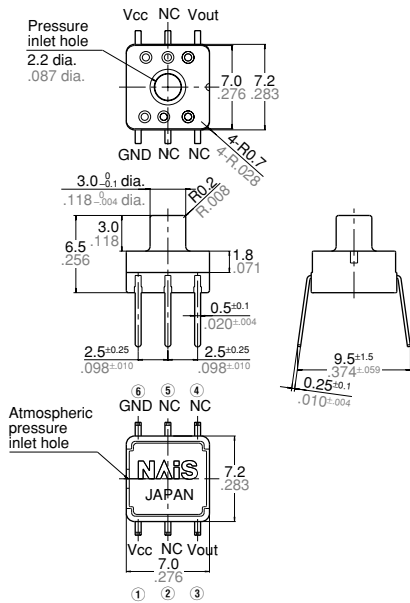 Vcc NC Vout
Pressure
inlet hole
2.2 dia.
.087 dia.
7.0
.276
7.2
.283
GND NC NC
4-R0.7
4-R.028
3.0 0 -0.1 dia.
.118 0 -.004 dia.
R0.2
R.008
3.0
.118
6.5
.256
1.8
.071
0.5±0.1
.020±.004
2.5±0.25
.098±.010
2.5±0.25
.098±.010
9.5±1.5
.374±.059
0.25±0.1
.010±.004
⑥ ⑤ ④
GND NC NC
Atmospheric
pressure
inlet hole
NAiS
JAPAN
7.2
.283
Vcc NC Vout
7.0
.276
① ② ③